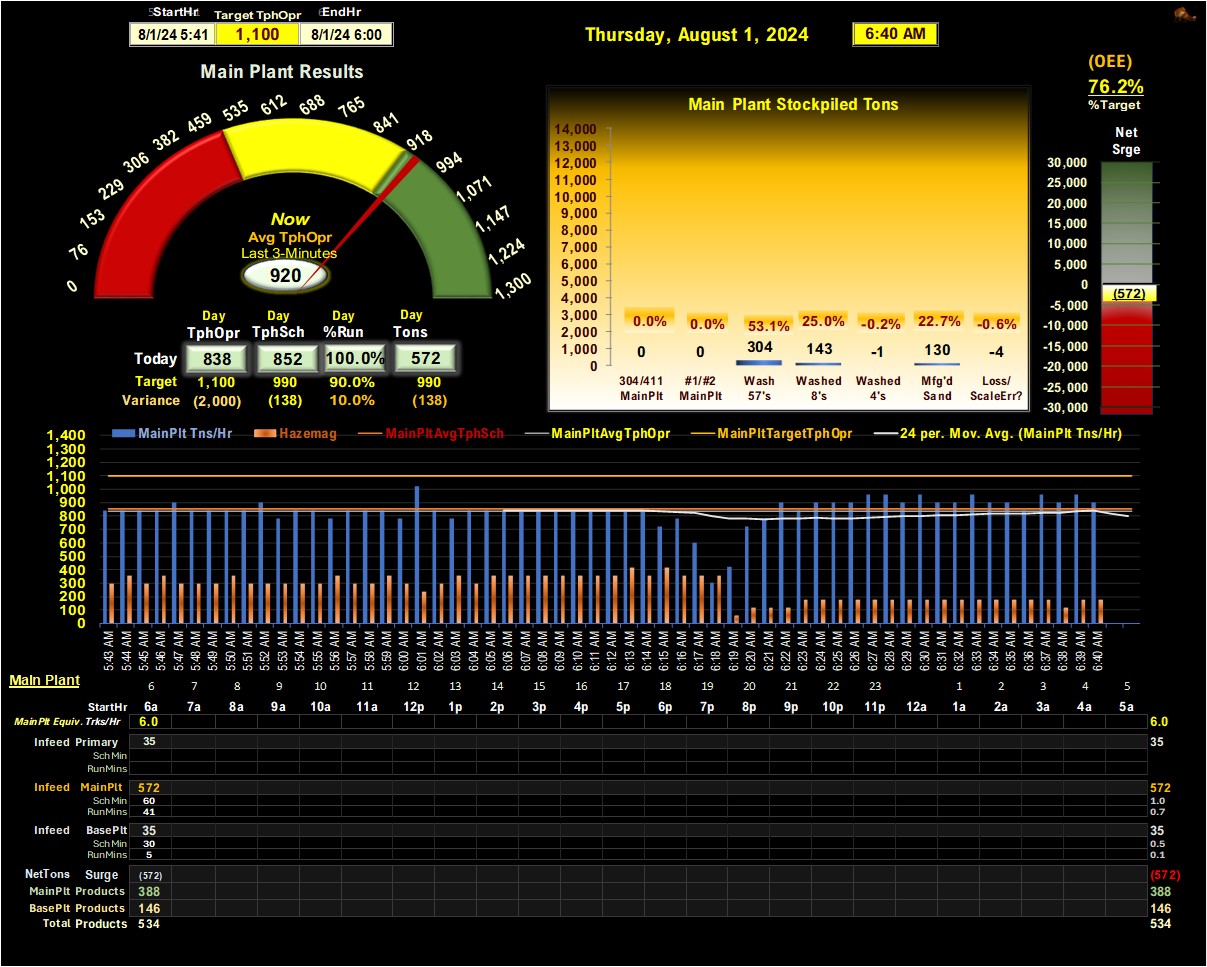 StartHr Target TphOpr EndHr
8/1/24 5:41 1,100 8/1/24 6:00
Thursday, August 1, 2024 6:40 AM
(OEE)
76.2%
%Target
Main Plant Results
0 76 153 229 306 382 459 535 612 688 765 841 918 994 1,071 1,147 1,224 1,300
Now
Avg TphOpr
Last 3-Minutes
920
Day Day Day Day
TphOpr TphSch %Run Tons
Today 838 852 100.0% 572
Target 1,100 990 90.0% 990
Variance (2,000) (138) 10.0% (138)
Main Plant Stockpiled Tons
14,000
13,000
12,000
11,000
10,000
9,000
8,000
7,000
6,000
5,000
4,000
3,000
2,000
1,000
0
0.0% 0.0% 53.1% 25.0% -0.2% 22.7% -0.6%
0 0 304 143 -1 130 -4
304/411 #1/#2 Wash Washed Washed Mfg'd Loss/
MainPlt MainPlt 57's 8's 4's Sand ScaleErr?
Net
Srge
30,000
25,000
20,000
15,000
10,000
5,000
0
(572)
-5,000
-10,000
-15,000
-20,000
-25,000
-30,000
MainPlt Tns/Hr Hazemag MainPltAvgTphSch MainPltAvgTphOpr MainPltTargetTphOpr 24 per. Mov. Avg. (MainPlt Tns/Hr)
1,400
1,300
1,200
1,100
1,000
900
800
700
600
500
400
300
200
100
0
5:43 AM 5:44 AM 5:45 AM 5:46 AM 5:47 AM 5:48 AM 5:49 AM 5:50 AM 5:51 AM 5:52 AM 5:53 AM 5:54 AM 5:55 AM 5:56 AM 5:57 AM 5:58 AM 5:59 AM 6:00 AM 6:01 AM 6:02 AM 6:03 AM 6:04 AM 6:05 AM 6:06 AM 6:07 AM 6:08 AM 6:09 AM 6:10 AM 6:11 AM 6:12 AM 6:13 AM 6:14 AM 6:15 AM 6:16 AM 6:17 AM 6:18 AM 6:19 AM 6:20 AM 6:21 AM 6:22 AM 6:23 AM 6:24 AM 6:25 AM 6:26 AM 6:27 AM 6:28 AM 6:29 AM 6:30 AM 6:31 AM 6:32 AM 6:33 AM 6:34 AM 6:35 AM 6:36 AM 6:37 AM 6:38 AM 6:39 AM 6:40 AM
Main Plant
6 7 8 9 10 11 12 13 14 15 16 17 18 19 20 21 22 23 1 2 3 4 5
StartHr 6a 7a 8a 9a 10a 11a 12p 1p 2p 3p 4p 5p 6p 7p 8p 9p 10p 11p 12a 1a 2a 3a 4a 5a
MainPlt Equiv. Trks/Hr 6.0 6.0
Infeed Primary 35 35
SchMin
RunMins
Infeed MainPlt 572 572
SchMin 60 1.0
RunMins 41 0.7
Infeed BasePlt 35 35
SchMin 30 0.5
RunMins 5 0.1
NetTons Surge (572) (572)
MainPlt Products 388 388
BasePlt Products 146 146
Total Products 534 534